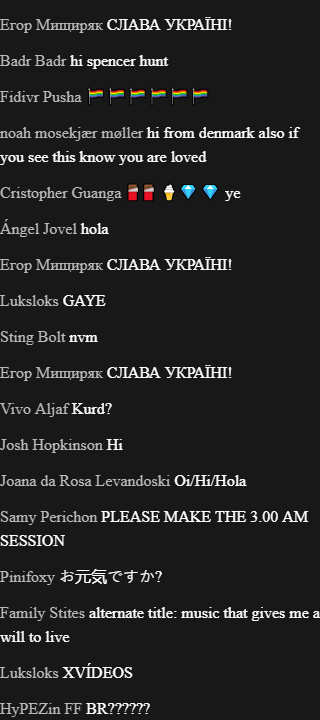 Егор Мищиряк СЛАВА УКРАЇНІ!
Badr Badr hi spencer hunt
Fidivr Pusha 🏳️‍🌈🏳️‍🌈🏳️‍🌈🏳️‍🌈🏳️‍🌈🏳️‍🌈
noah mosekjær møller hi from denmark also if
you see this know you are loved
Cristopher Guanga 🍫🍫🍦💎💎 ye
Ángel Jovel hola
Егор Мищиряк СЛАВА УКРАЇНІ!
Luksloks GAYE
Sting Bolt nvm
Егор Мищиряк СЛАВА УКРАЇНІ!
Vivo Aljaf Kurd?
Josh Hopkinson Hi
Joana da Rosa Levandoski Oi/Hi/Hola
Samy Perichon PLEASE MAKE THE 3.00 AM
SESSION
Pinifoxy お元気ですか?
Family Stites alternate title: music that gives me a
will to live
Luksloks XVÍDEOS
HyPEZin FF BR??????